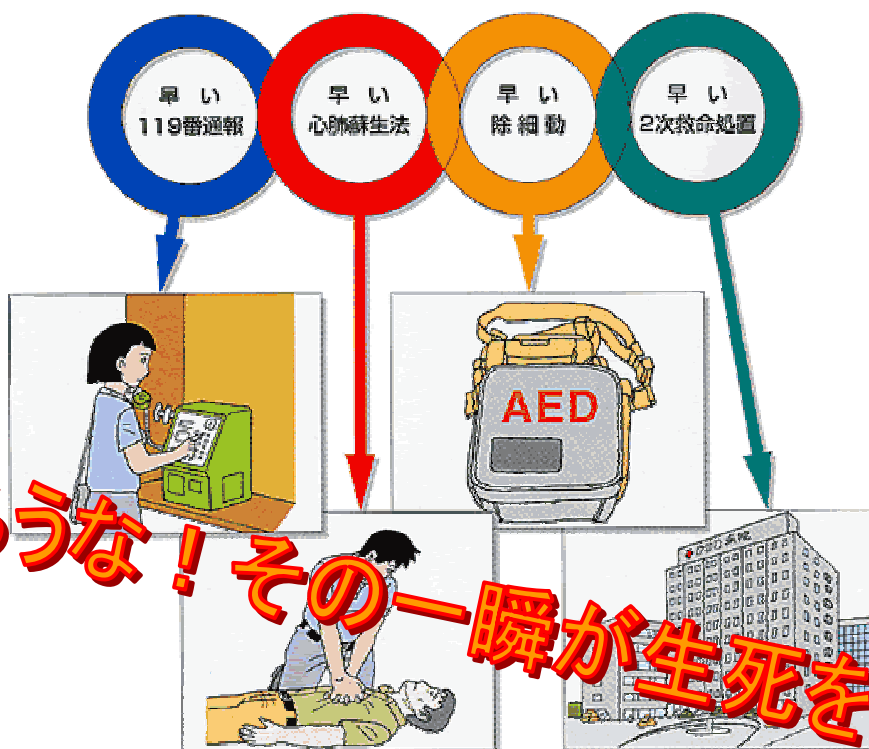 早い
119番通報
早い
心肺蘇生法
早い
除細動
早い
2次救命処置
AED
うな！その一瞬が生死を